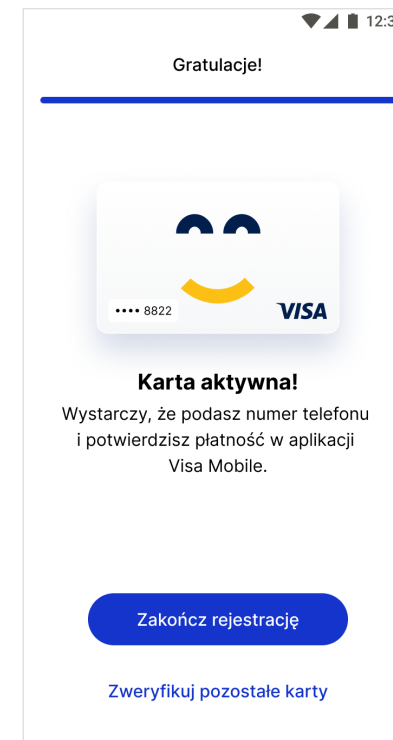 12:3
Gratulacje!
•••• 8822
VISA
Karta aktywna!
Wystarczy, że podasz numer telefonu
i potwierdzisz płatność w aplikacji
Visa Mobile.
Zakończ rejestrację
Zweryfikuj pozostałe karty